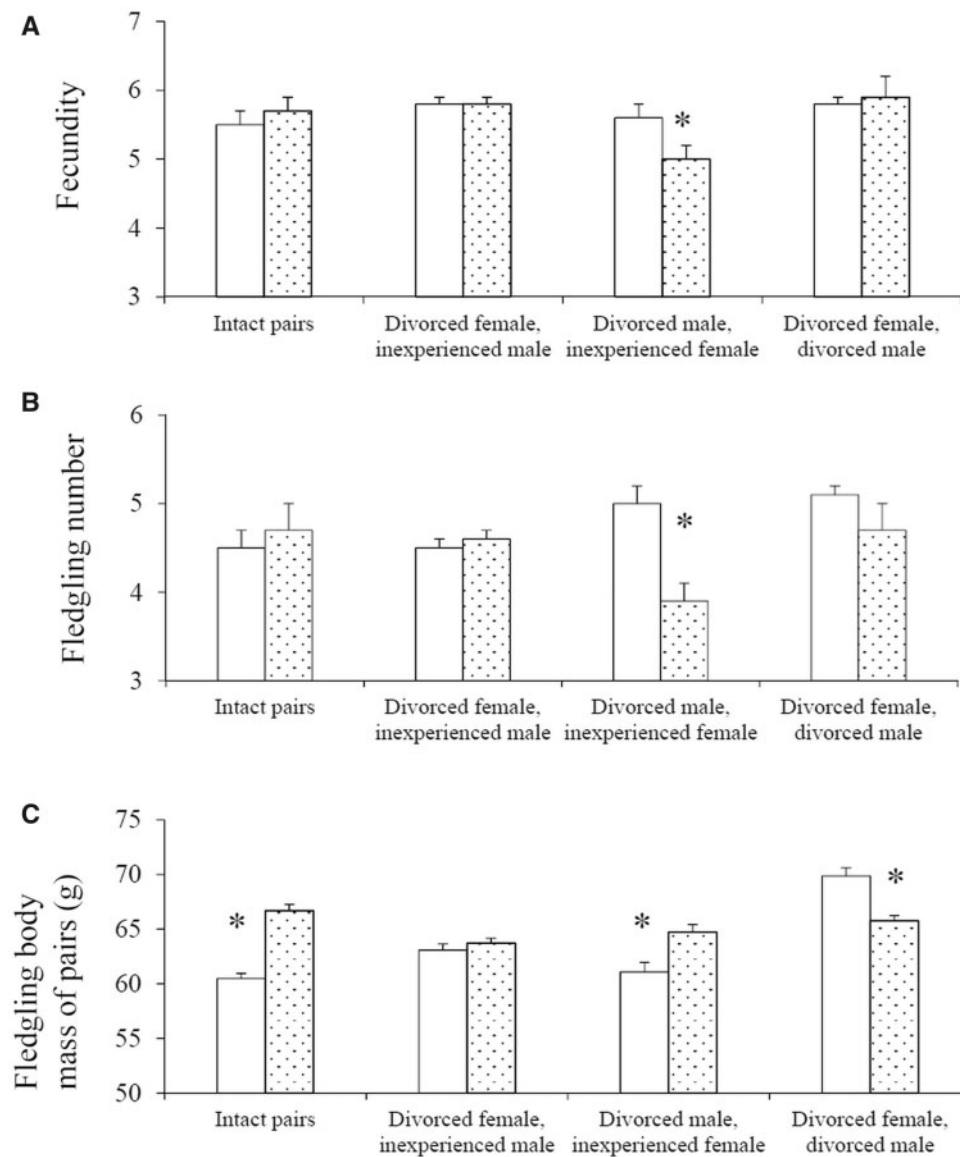 A
Fecundity
7
6
5
4
3
*
Intact pairs
Divorced female,
inexperienced male
Divorced male,
inexperienced female
Divorced female,
divorced male
B
Fledgling number
6
5
4
3
*
Intact pairs
Divorced female,
inexperienced male
Divorced male,
inexperienced female
Divorced female,
divorced male
C
Fledgling body
mass of pairs (g)
75
70
65
60
55
50
*
*
*
Intact pairs
Divorced female,
inexperienced male
Divorced male,
inexperienced female
Divorced female,
divorced male